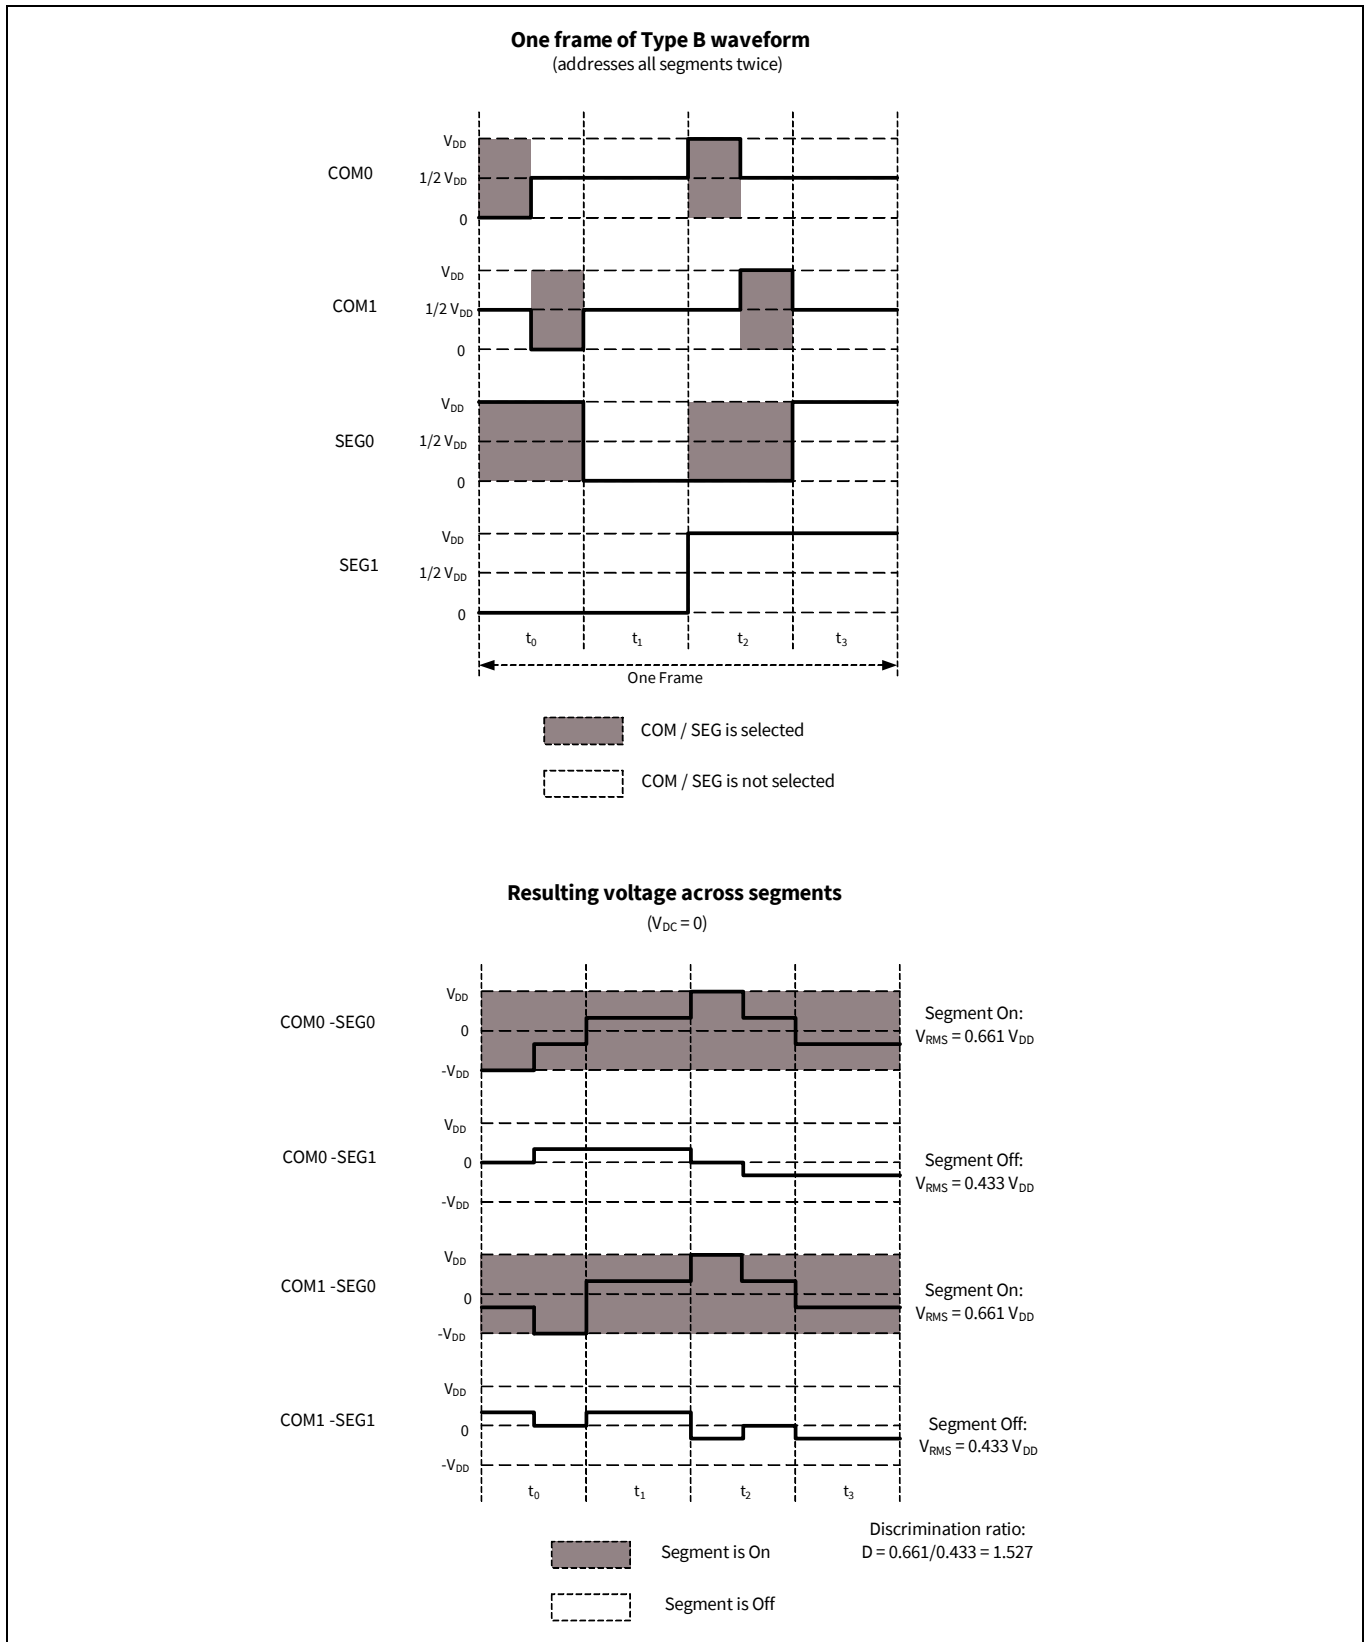 One frame of Type B waveform
(addresses all segments twice)
COM0
VDD
1/2 VDD
0
COM1
VDD
1/2 VDD
0
SEG0
VDD
1/2 VDD
0
SEG1
VDD
1/2 VDD
0
t0 t1 t2 t3
One Frame
COM / SEG is selected
COM / SEG is not selected
Resulting voltage across segments
(VDC = 0)
COM0 -SEG0
VDD
0
-VDD
Segment On:
VRMS = 0.661 VDD
COM0 -SEG1
VDD
0
-VDD
Segment Off:
VRMS = 0.433 VDD
COM1 -SEG0
VDD
0
-VDD
Segment On:
VRMS = 0.661 VDD
COM1 -SEG1
VDD
0
-VDD
Segment Off:
VRMS = 0.433 VDD
t0 t1 t2 t3
Segment is On
Segment is Off
Discrimination ratio:
D = 0.661/0.433 = 1.527